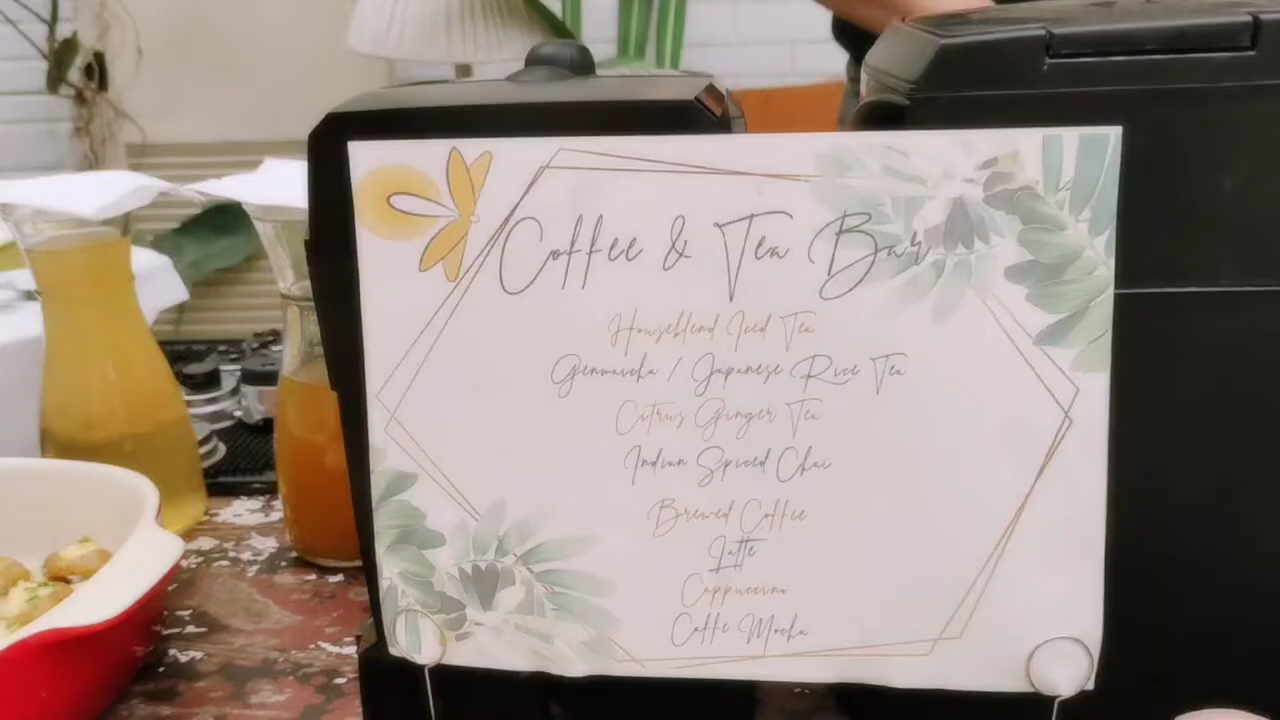 Coffee & Tea Bar
Houseblend Iced Tea
Genmaicha / Japanese Rice Tea
Citrus Ginger Tea
Indian Spiced Chai
Brewed Coffee
Latte
Cappuccino
Caffe Mocha